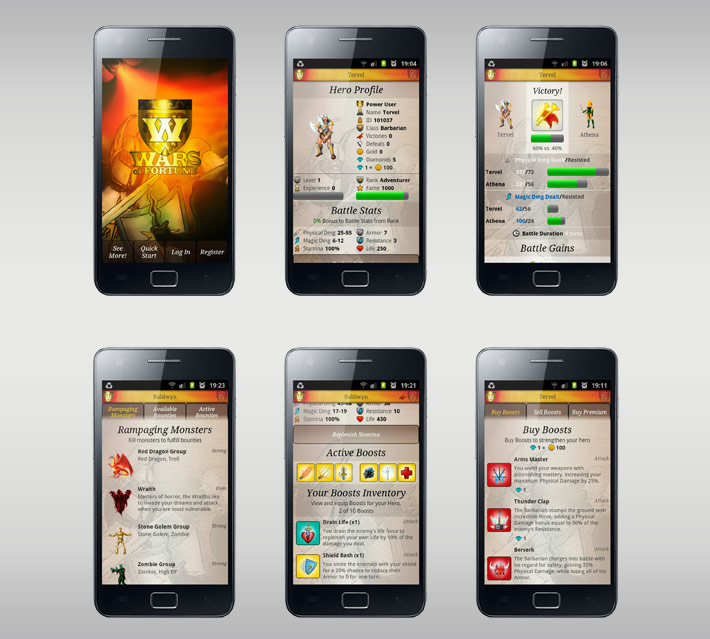 W
WARS
OF FORTUNE
See More!
Quick Start
Log In
Register
19:04
Tervel
Hero Profile
Power User
Name Tervel
ID 101037
Class Barbarian
Victories 0
Defeats 0
Gold 0
Diamonds 5
1 = 100
Level 1
Experience 0
Rank Adventurer
Fame 1000
Battle Stats
0% Bonus to Battle Stats from Rank
Physical Dmg 25-55
Armor 7
Magic Dmg 6-12
Resistance 3
Stamina 100%
Life 250
19:06
Tervel
Victory!
Tervel
Athena
60% vs. 40%
Physical Dmg Dealt/Resisted
Tervel
/73
Athena
/56
Magic Dmg Dealt/Resisted
Tervel
62/56
Athena
100/24
Battle Duration
turns
Battle Gains
19:23
Baldwyn
Rampaging Monsters
Available Bounties
Active Bounties
Rampaging Monsters
Kill monsters to fulfill bounties
Red Dragon Group
Strong
Red Dragon, Troll
Wraith
Even
Masters of horror, the Wraiths like to invade your dreams and attack when you are most vulnerable.
Stone Golem Group
Strong
Stone Golem, Zombie
Zombie Group
Strong
Zombie, High Elf
19:21
Baldwyn
Magic Dmg 17-19
Resistance 10
Stamina 100%
Life 430
Replenish Stamina
Active Boosts
Your Boosts Inventory
View and equip Boosts for your Hero.
2 of 10 Boosts
Drain Life (x1)
Attack
You drain the enemy's life force to replenish your own Life by 10% of the damage you deal.
Shield Bash (x1)
Attack
You smite the enemies with your shield for a 20% chance to reduce their Armor to 0 for one turn.
19:11
Tervel
Buy Boosts
Sell Boosts
Buy Premium
Buy Boosts
Buy Boosts to strengthen your hero
1 = 100
Arms Master
Attack
You wield your weapons with astonishing mastery, increasing your maximum Physical Damage by 25%.
1
Thunder Clap
Attack
The Barbarian stamps the ground with incredible force, adding a Physical Damage bonus equal to 50% of the enemy's Resistance.
1
Berserk
Attack
The Barbarian charges into battle with no regard for safety, gaining 33% Physical Damage, while losing all of his Armor.